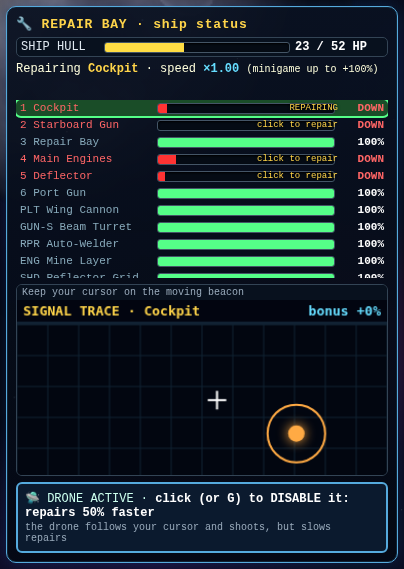 🔧 REPAIR BAY · ship status
SHIP HULL 23 / 52 HP
Repairing Cockpit · speed ×1.00 (minigame up to +100%)
1 Cockpit REPAIRING DOWN
2 Starboard Gun click to repair DOWN
3 Repair Bay 100%
4 Main Engines click to repair DOWN
5 Deflector click to repair DOWN
6 Port Gun 100%
PLT Wing Cannon 100%
GUN-S Beam Turret 100%
RPR Auto-Welder 100%
ENG Mine Layer 100%
SHD Reflector Grid 100%
Keep your cursor on the moving beacon
SIGNAL TRACE · Cockpit bonus +0%
🛸 DRONE ACTIVE · click (or G) to DISABLE it:
repairs 50% faster
the drone follows your cursor and shoots, but slows
repairs